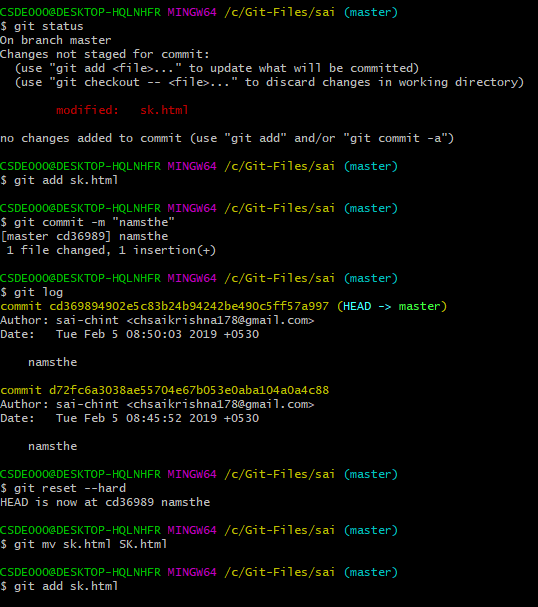 CSDE000@DESKTOP-HQLNHFR MINGW64 /c/Git-Files/sai (master)
$ git status
On branch master
Changes not staged for commit:
  (use "git add <file>..." to update what will be committed)
  (use "git checkout -- <file>..." to discard changes in working directory)
        modified:   sk.html
no changes added to commit (use "git add" and/or "git commit -a")
CSDE000@DESKTOP-HQLNHFR MINGW64 /c/Git-Files/sai (master)
$ git add sk.html
CSDE000@DESKTOP-HQLNHFR MINGW64 /c/Git-Files/sai (master)
$ git commit -m "namsthe"
[master cd36989] namsthe
 1 file changed, 1 insertion(+)
CSDE000@DESKTOP-HQLNHFR MINGW64 /c/Git-Files/sai (master)
$ git log
commit cd369894902e5c83b24b94242be490c5ff57a997 (HEAD -> master)
Author: sai-chint <chsaikrishna178@gmail.com>
Date:   Tue Feb 5 08:50:03 2019 +0530
    namsthe
commit d72fc6a3038ae55704e67b053e0aba104a0a4c88
Author: sai-chint <chsaikrishna178@gmail.com>
Date:   Tue Feb 5 08:45:52 2019 +0530
    namsthe
CSDE000@DESKTOP-HQLNHFR MINGW64 /c/Git-Files/sai (master)
$ git reset --hard
HEAD is now at cd36989 namsthe
CSDE000@DESKTOP-HQLNHFR MINGW64 /c/Git-Files/sai (master)
$ git mv sk.html SK.html
CSDE000@DESKTOP-HQLNHFR MINGW64 /c/Git-Files/sai (master)
$ git add sk.html